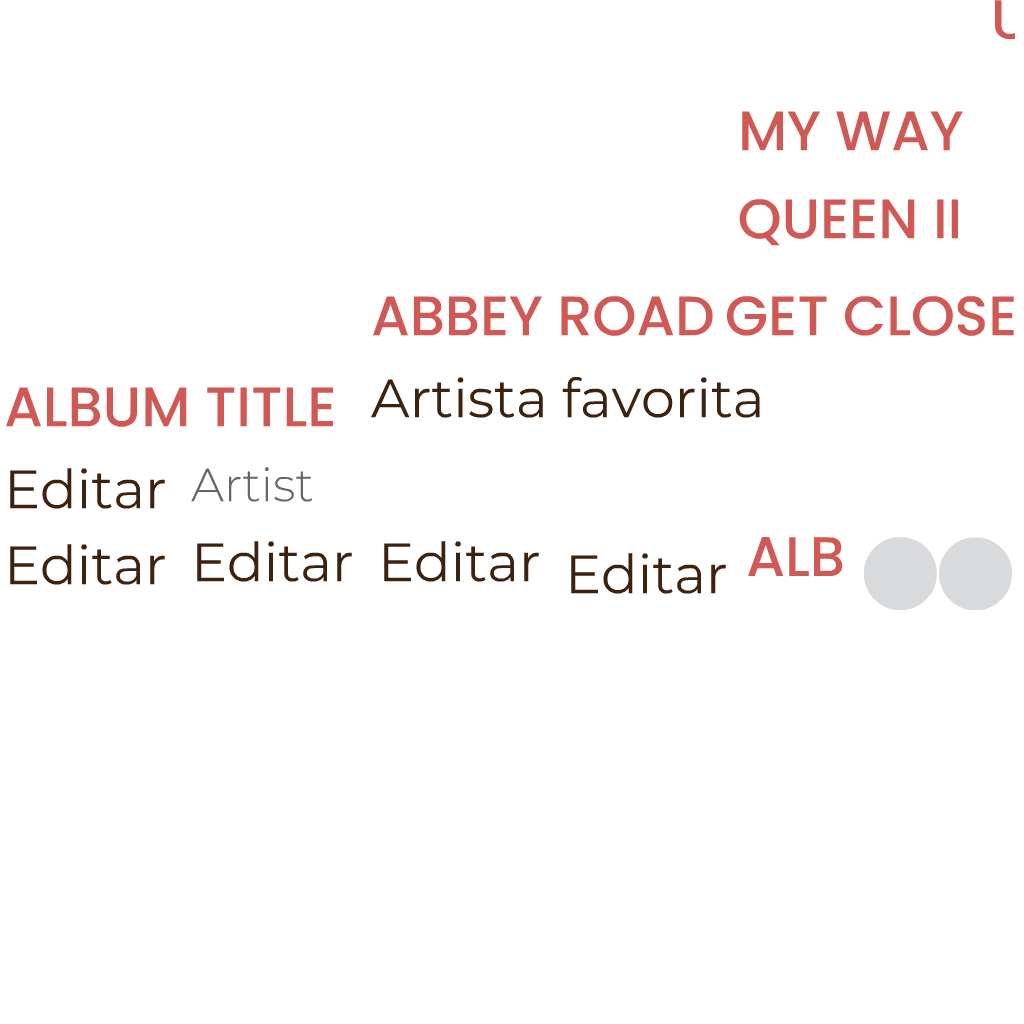 U
MY WAY
QUEEN II
ABBEY ROAD GET CLOSE
ALBUM TITLE Artista favorita
Editar Artist
Editar Editar Editar Editar ALB